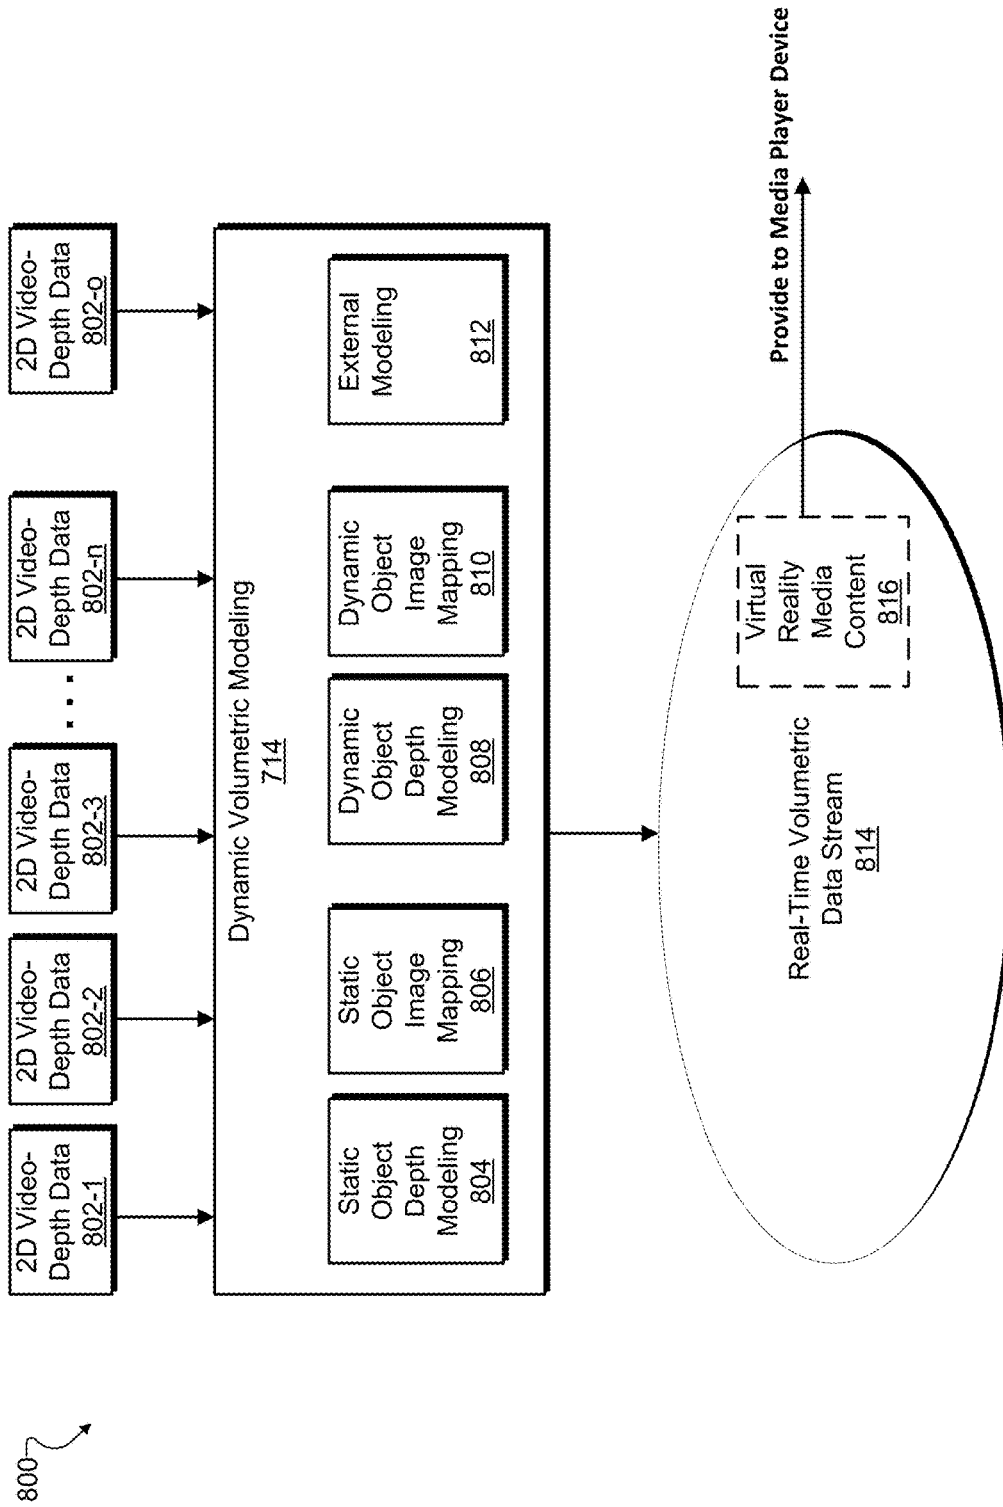 800
2D Video-
Depth Data
802-1
2D Video-
Depth Data
802-2
2D Video-
Depth Data
802-3
...
2D Video-
Depth Data
802-n
2D Video-
Depth Data
802-o
Dynamic Volumetric Modeling
714
Static
Object
Depth
Modeling
804
Static
Object
Image
Mapping
806
Dynamic
Object
Depth
Modeling
808
Dynamic
Object
Image
Mapping
810
External
Modeling
812
Real-Time Volumetric
Data Stream
814
Virtual
Reality
Media
Content
816
Provide to Media Player Device